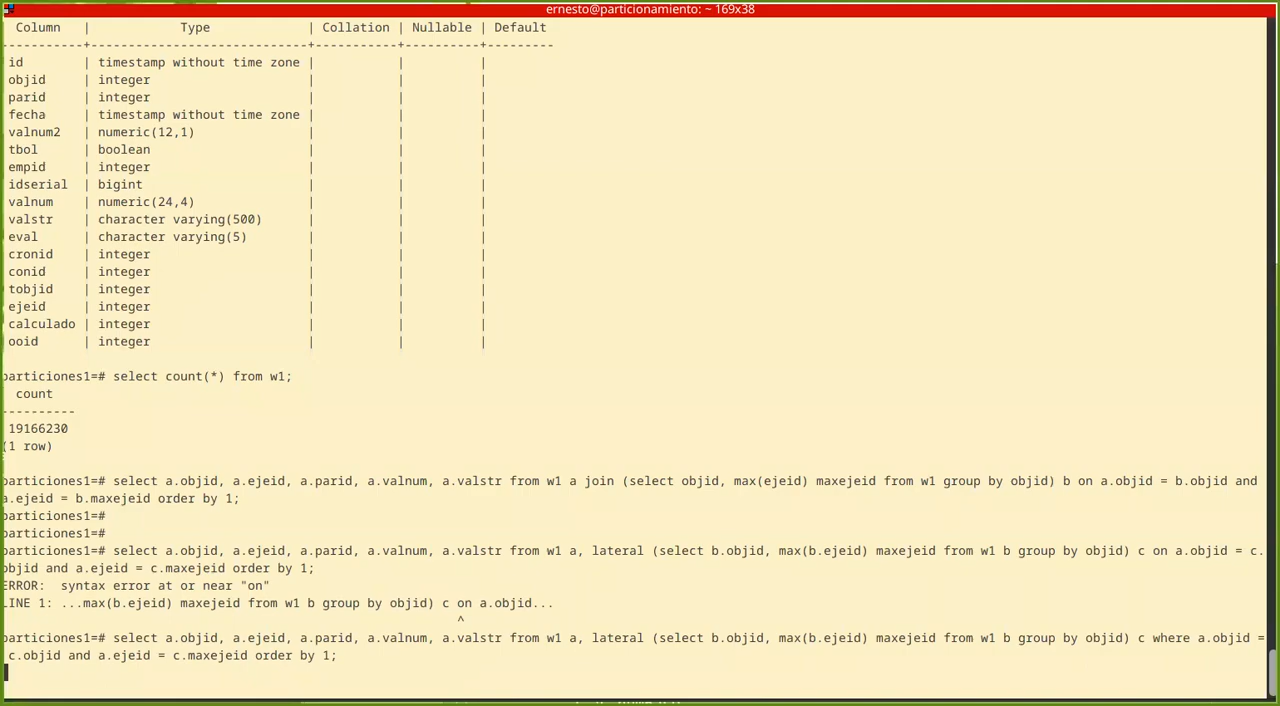 ernesto@particionamiento: ~ 169x38
Column | Type | Collation | Nullable | Default
-----------+-----------------------------+-----------+----------+---------
id | timestamp without time zone | | |
objid | integer | | |
parid | integer | | |
fecha | timestamp without time zone | | |
valnum2 | numeric(12,1) | | |
tbol | boolean | | |
empid | integer | | |
idserial | bigint | | |
valnum | numeric(24,4) | | |
valstr | character varying(500) | | |
eval | character varying(5) | | |
cronid | integer | | |
conid | integer | | |
tobjid | integer | | |
ejeid | integer | | |
calculado | integer | | |
ooid | integer | | |
particiones1=# select count(*) from w1;
count
----------
19166230
(1 row)
particiones1=# select a.objid, a.ejeid, a.parid, a.valnum, a.valstr from w1 a join (select objid, max(ejeid) maxejeid from w1 group by objid) b on a.objid = b.objid and
a.ejeid = b.maxejeid order by 1;
particiones1=#
particiones1=#
particiones1=# select a.objid, a.ejeid, a.parid, a.valnum, a.valstr from w1 a, lateral (select b.objid, max(b.ejeid) maxejeid from w1 b group by objid) c on a.objid = c.
objid and a.ejeid = c.maxejeid order by 1;
ERROR: syntax error at or near "on"
LINE 1: ...max(b.ejeid) maxejeid from w1 b group by objid) c on a.objid...
^
particiones1=# select a.objid, a.ejeid, a.parid, a.valnum, a.valstr from w1 a, lateral (select b.objid, max(b.ejeid) maxejeid from w1 b group by objid) c where a.objid =
c.objid and a.ejeid = c.maxejeid order by 1;